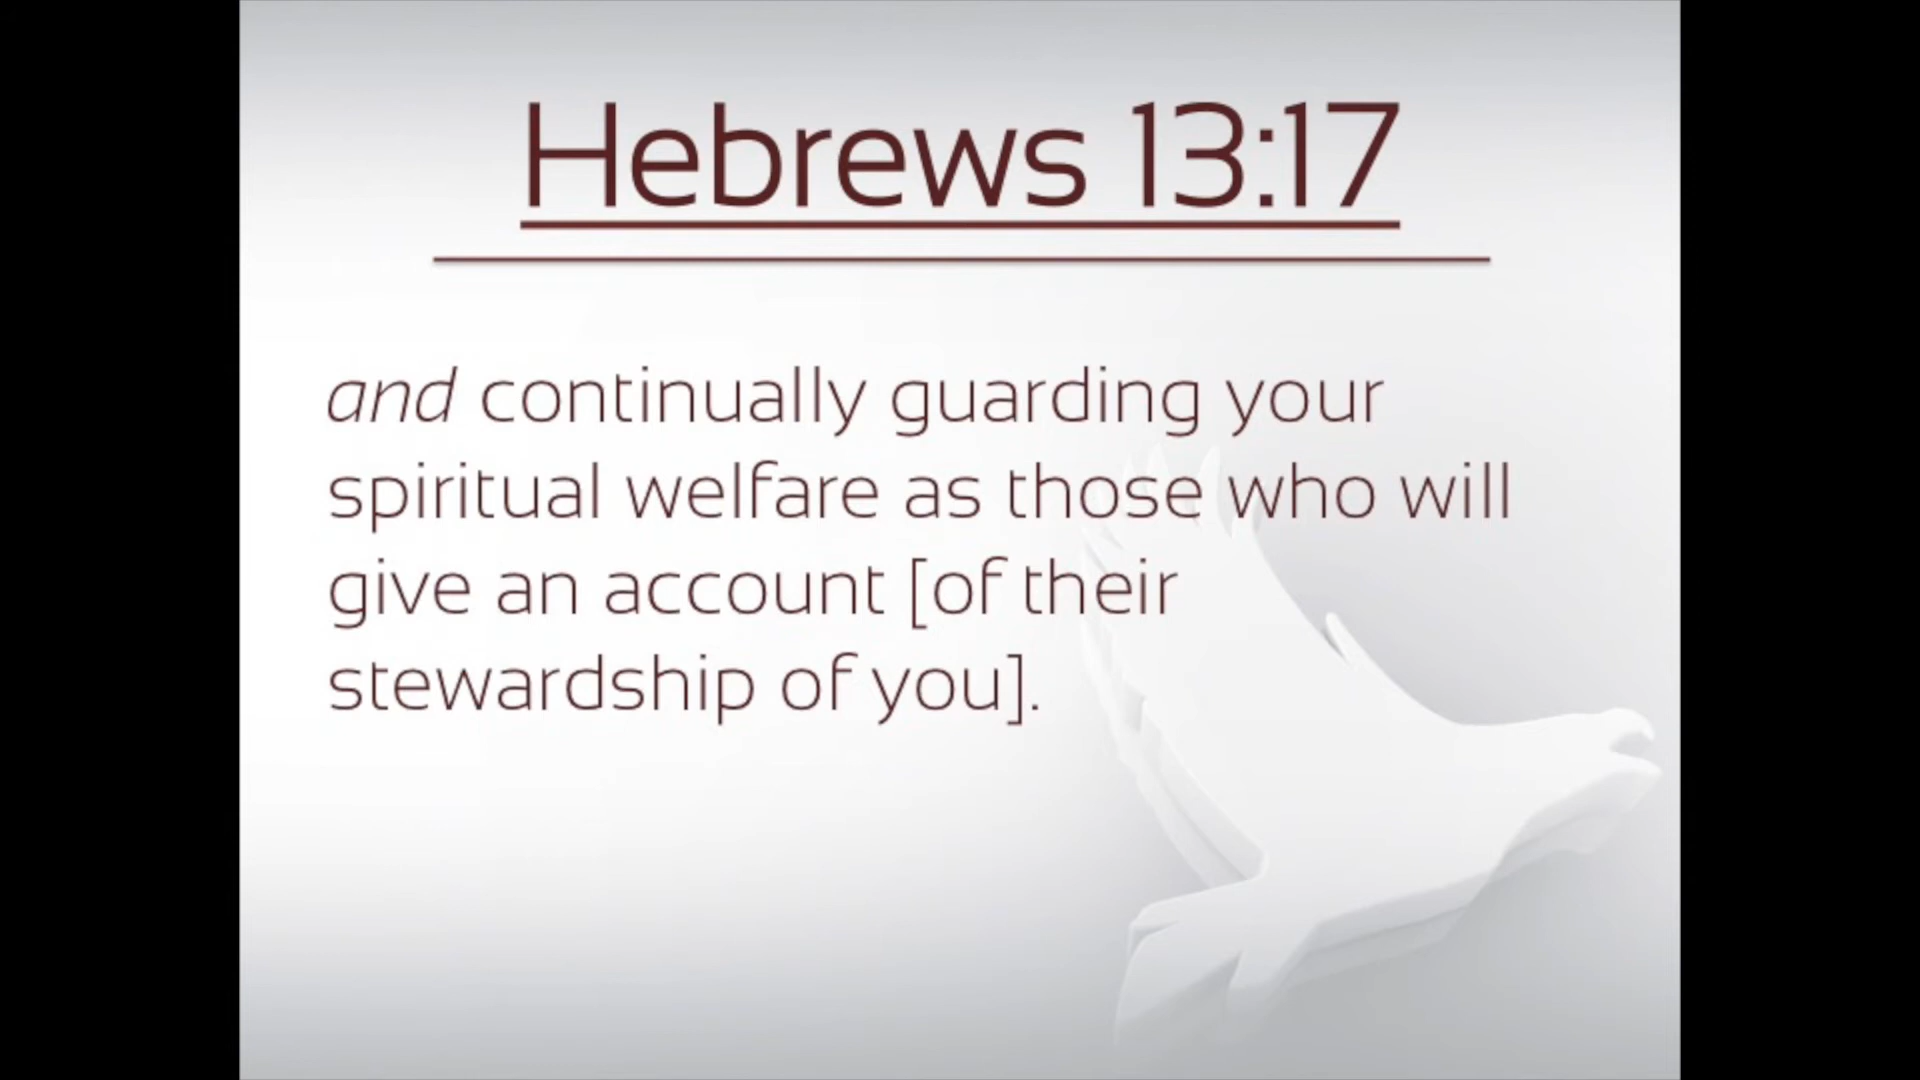 Hebrews 13:17
and continually guarding your
spiritual welfare as those who will
give an account [of their
stewardship of you].